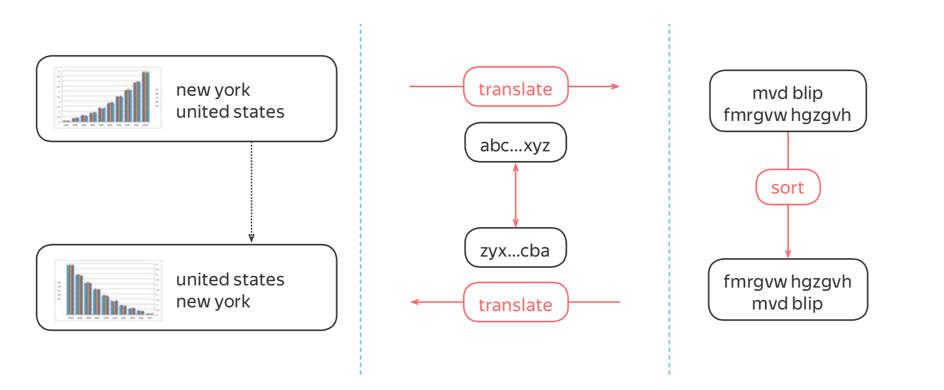 new york
united states
united states
new york
translate
abc...xyz
zyx...cba
translate
mvd blip
fmrgvw hgzgvh
sort
fmrgvw hgzgvh
mvd blip